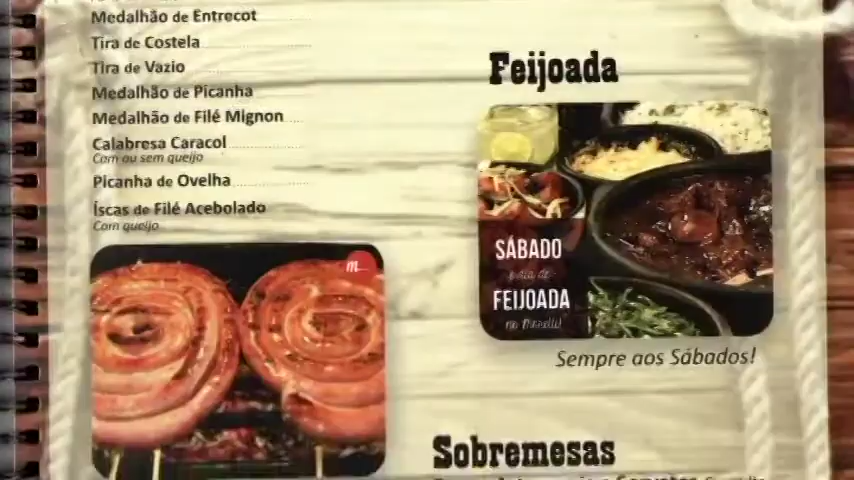 Medalhão de Entrecot
Tira de Costela
Tira de Vazio
Medalhão de Picanha
Medalhão de Filé Mignon
Calabresa Caracol
Com ou sem queijo
Picanha de Ovelha
Íscas de Filé Acebolado
Com queijo
m
Feijoada
SÁBADO
FEIJOADA
Sempre aos Sábados!
Sobremesas